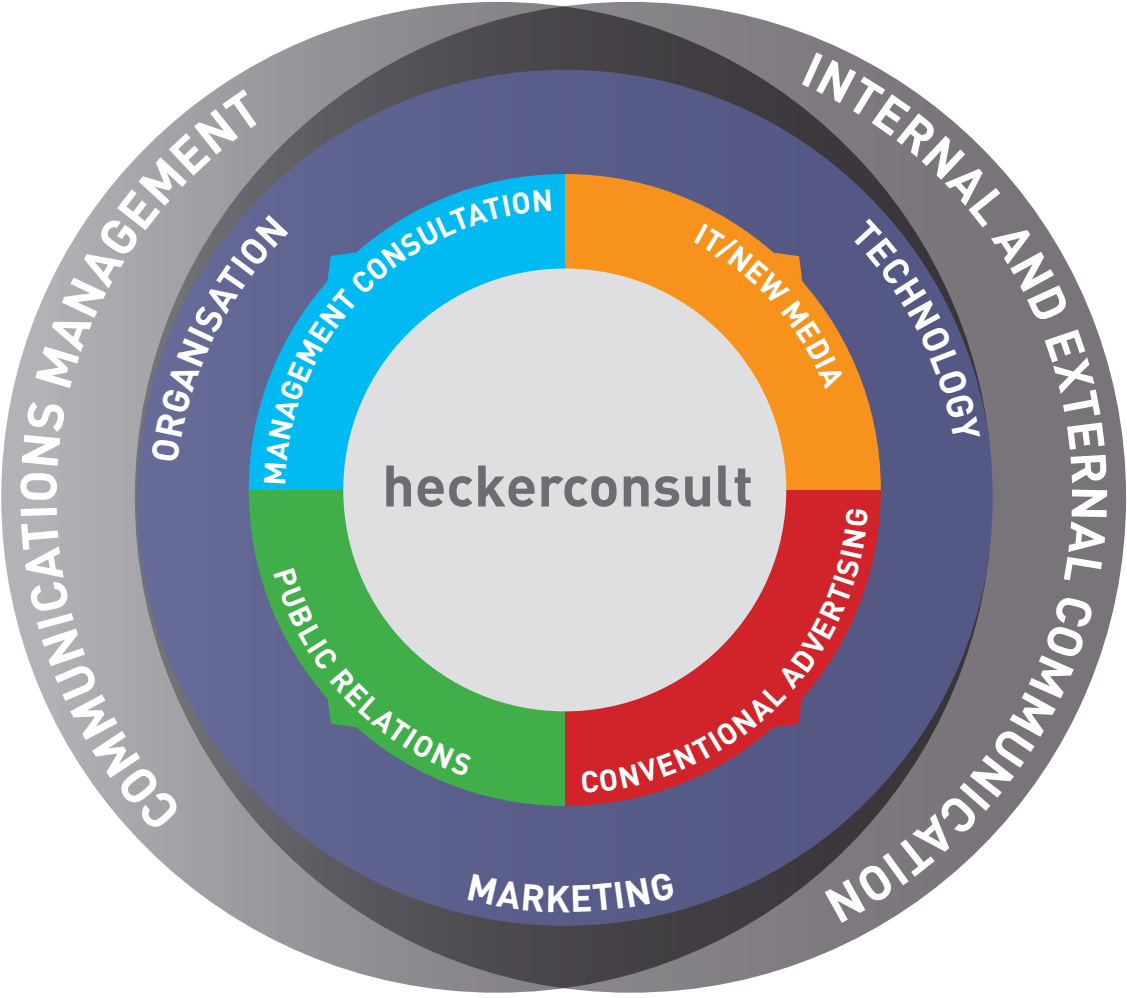 COMMUNICATIONS MANAGEMENT
INTERNAL AND EXTERNAL COMMUNICATION
ORGANISATION
TECHNOLOGY
MARKETING
MANAGEMENT CONSULTATION
IT/NEW MEDIA
PUBLIC RELATIONS
CONVENTIONAL ADVERTISING
heckerconsult